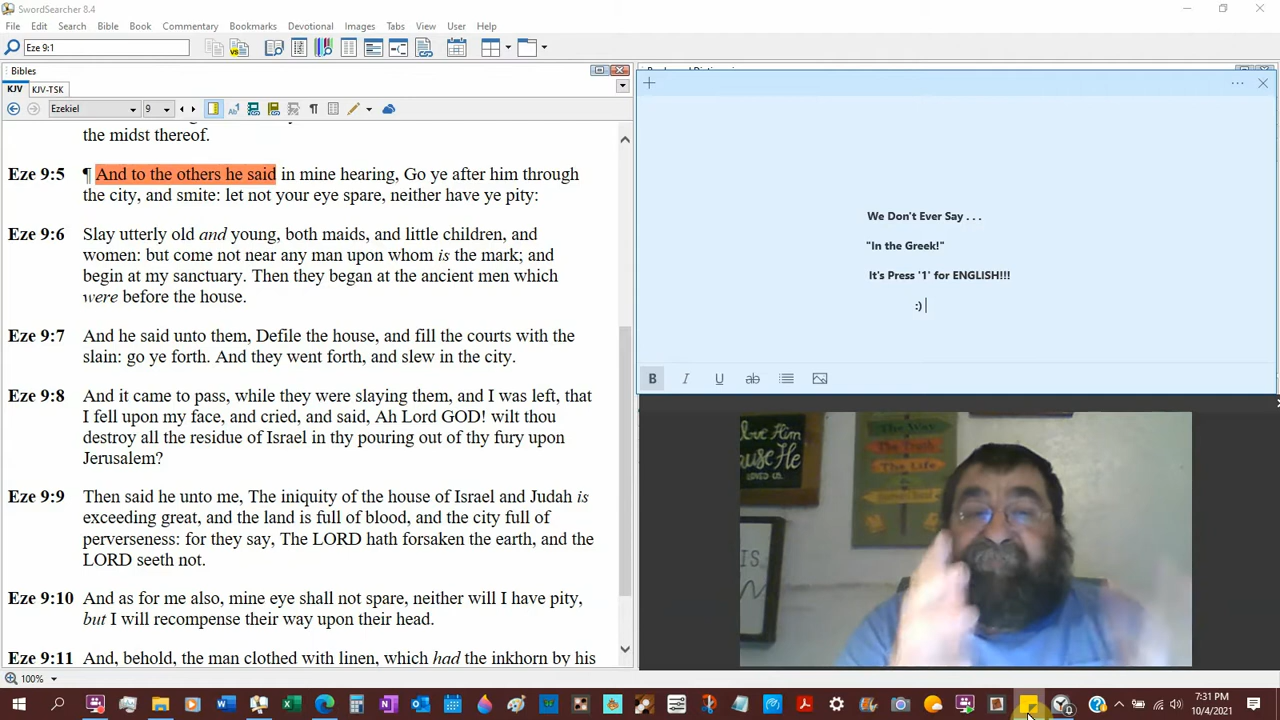 SwordSearcher 8.4
File Edit Search Bible Book Commentary Bookmarks Devotional Images Tabs View User Help
Eze 9:1
Bibles
KJV KJV-TSK
Ezekiel 9
the midst thereof.
Eze 9:5 ¶ And to the others he said in mine hearing, Go ye after him through
the city, and smite: let not your eye spare, neither have ye pity:
Eze 9:6 Slay utterly old and young, both maids, and little children, and
women: but come not near any man upon whom is the mark; and
begin at my sanctuary. Then they began at the ancient men which
were before the house.
Eze 9:7 And he said unto them, Defile the house, and fill the courts with the
slain: go ye forth. And they went forth, and slew in the city.
Eze 9:8 And it came to pass, while they were slaying them, and I was left, that
I fell upon my face, and cried, and said, Ah Lord GOD! wilt thou
destroy all the residue of Israel in thy pouring out of thy fury upon
Jerusalem?
Eze 9:9 Then said he unto me, The iniquity of the house of Israel and Judah is
exceeding great, and the land is full of blood, and the city full of
perverseness: for they say, The LORD hath forsaken the earth, and the
LORD seeth not.
Eze 9:10 And as for me also, mine eye shall not spare, neither will I have pity,
but I will recompense their way upon their head.
Eze 9:11 And, behold, the man clothed with linen, which had the inkhorn by his
100%
We Don't Ever Say . . .
"In the Greek!"
It's Press '1' for ENGLISH!!!
:)
B I U ab
Love Him
cause He
LOVED US.
The Way
The Truth
The Life
IS
7:31 PM
10/4/2021